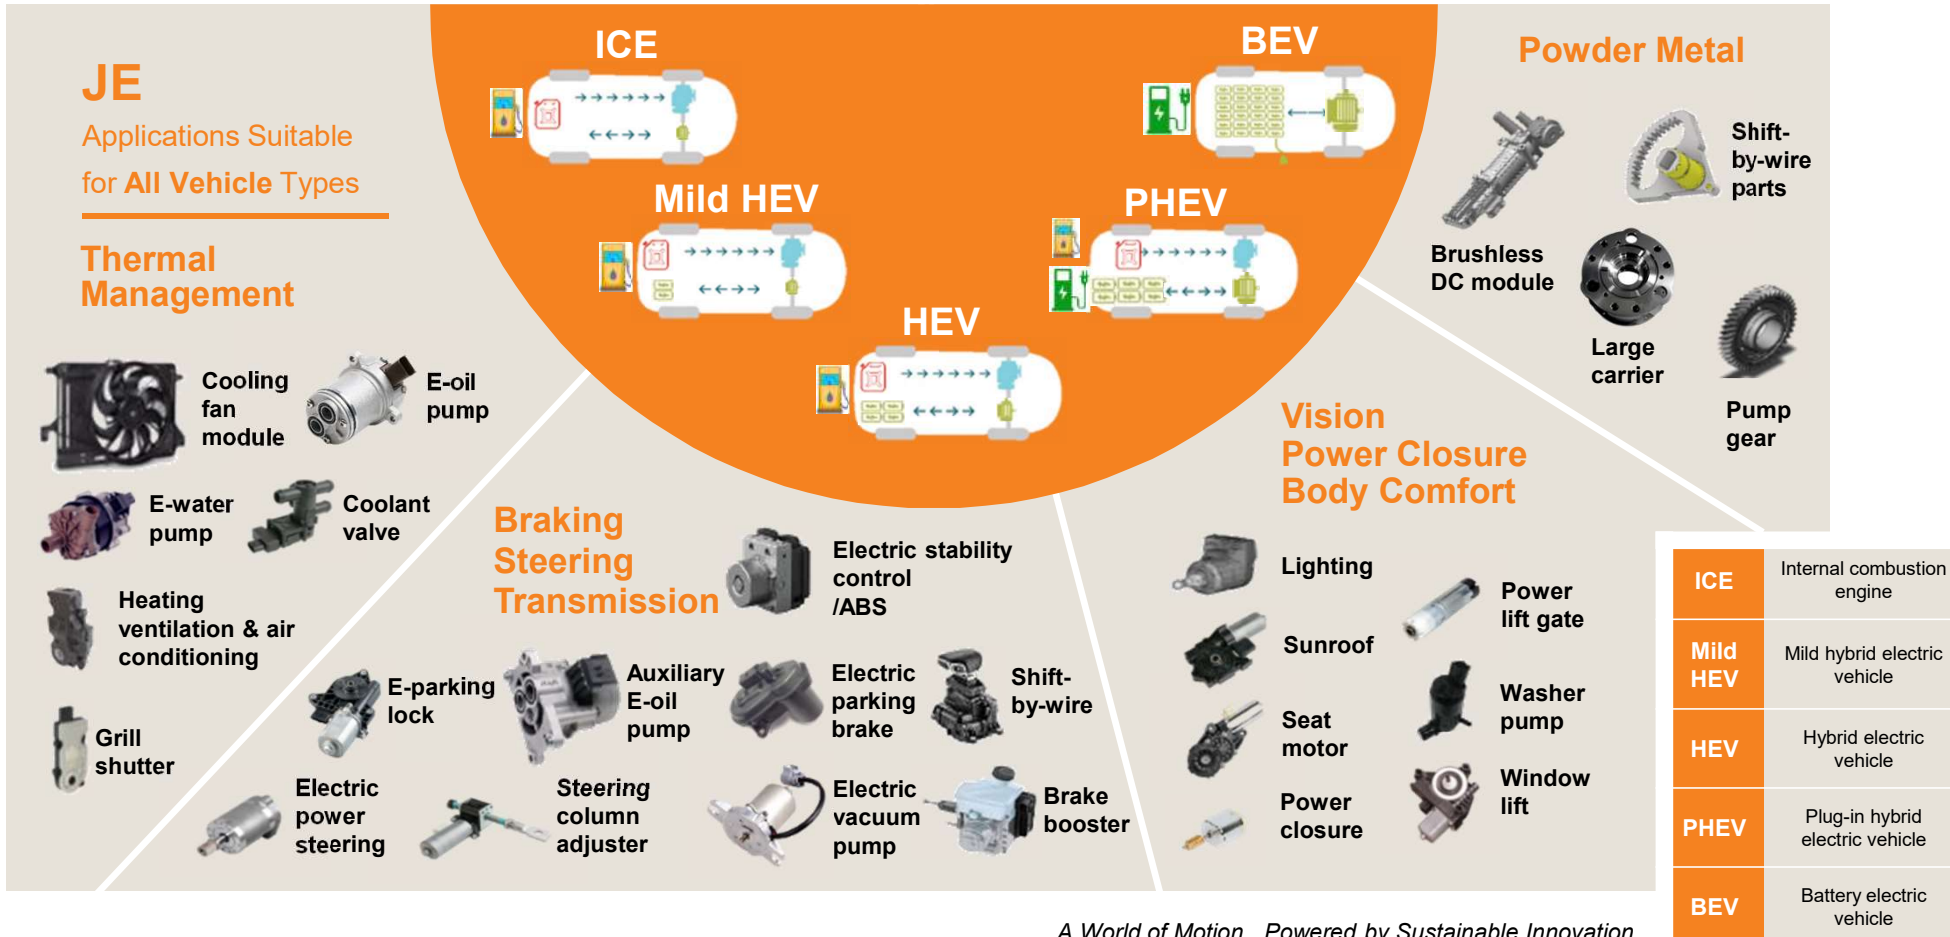 JE
Applications Suitable
for All Vehicle Types
Thermal
Management
Cooling
fan
module
E-oil
pump
E-water
pump
Coolant
valve
Heating
ventilation & air
conditioning
Grill
shutter
ICE
Mild HEV
HEV
PHEV
BEV
Braking
Steering
Transmission
Electric stability
control
/ABS
E-parking
lock
Auxiliary
E-oil
pump
Electric
parking
brake
Shift-
by-wire
Electric
power
steering
Steering
column
adjuster
Electric
vacuum
pump
Brake
booster
Vision
Power Closure
Body Comfort
Lighting
Power
lift gate
Sunroof
Washer
pump
Seat
motor
Window
lift
Power
closure
Powder Metal
Brushless
DC module
Shift-
by-wire
parts
Large
carrier
Pump
gear
ICE
Internal combustion
engine
Mild
HEV
Mild hybrid electric
vehicle
HEV
Hybrid electric
vehicle
PHEV
Plug-in hybrid
electric vehicle
BEV
Battery electric
vehicle
A World of Motion Powered by Sustainable Innovation